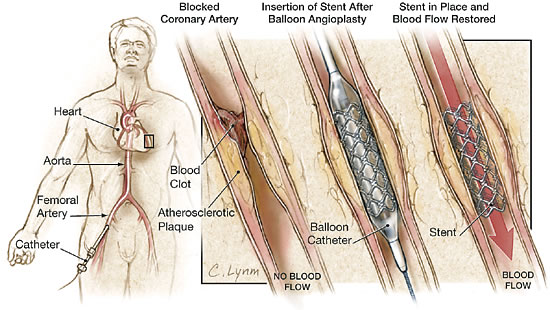 Blocked
Coronary Artery
Insertion of Stent After
Balloon Angioplasty
Stent in Place and
Blood Flow Restored
Heart
Aorta
Femoral
Artery
Catheter
Blood
Clot
Atherosclerotic
Plaque
Balloon
Catheter
Stent
C. Lynm
NO BLOOD
FLOW
BLOOD
FLOW